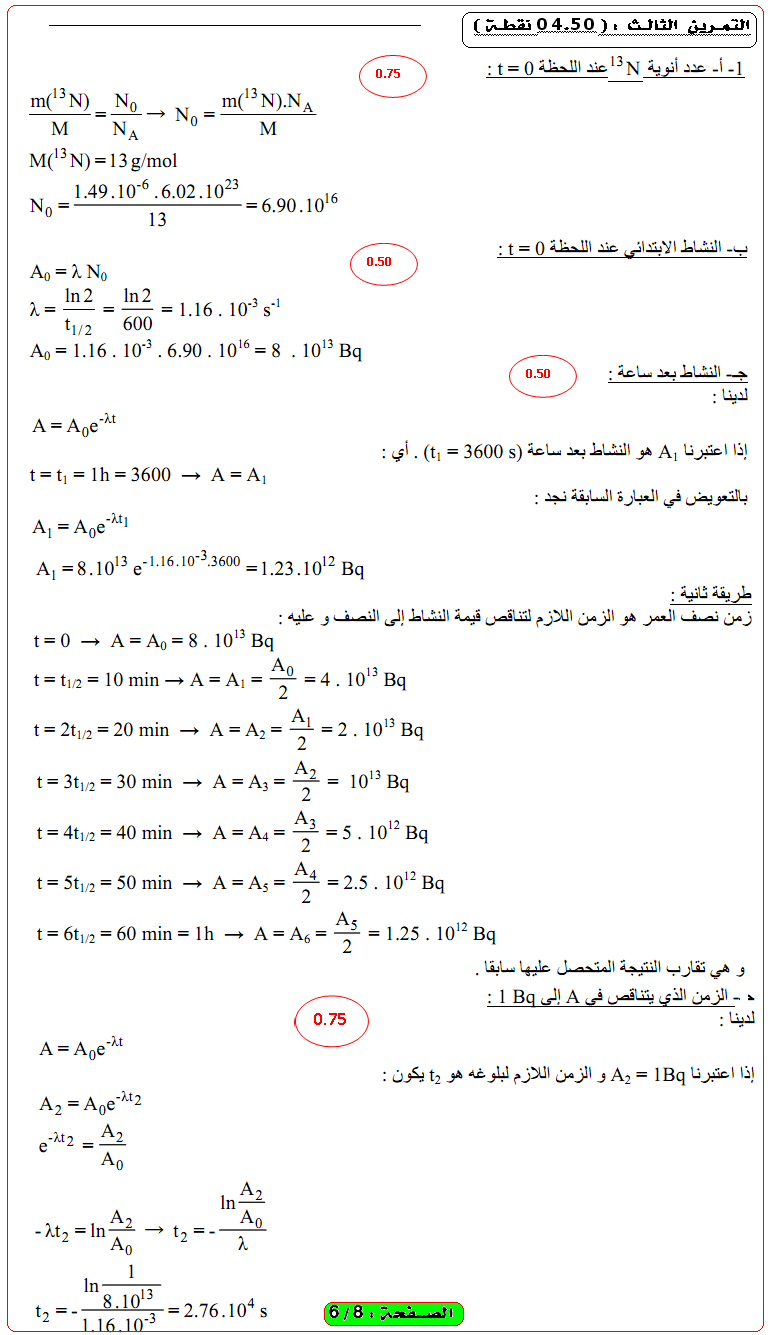 التمرين الثالث : ( 04.50 نقطة )
1- أ- عدد أنوية ¹³N عند اللحظة t = 0 :
0.75
m(¹³N)/M = N₀/N_A → N₀ = m(¹³N).N_A/M
M(¹³N) = 13 g/mol
N₀ = 1.49.10⁻⁶ . 6.02.10²³/13 = 6.90.10¹⁶
ب- النشاط الابتدائي عند اللحظة t = 0 :
0.50
A₀ = λ N₀
λ = ln2/t₁/₂ = ln2/600 = 1.16 . 10⁻³ s⁻¹
A₀ = 1.16 . 10⁻³ . 6.90 . 10¹⁶ = 8 . 10¹³ Bq
جـ- النشاط بعد ساعة :
0.50
لدينا :
A = A₀e^-λt
إذا اعتبرنا A₁ هو النشاط بعد ساعة (t₁ = 3600 s) . أي :
t = t₁ = 1h = 3600 → A = A₁
بالتعويض في العبارة السابقة نجد :
A₁ = A₀e^-λt₁
A₁ = 8.10¹³ e^-1.16.10⁻³.3600 = 1.23.10¹² Bq
طريقة ثانية :
زمن نصف العمر هو الزمن اللازم لتناقص قيمة النشاط إلى النصف و عليه :
t = 0 → A = A₀ = 8 . 10¹³ Bq
t = t₁/₂ = 10 min → A = A₁ = A₀/2 = 4 . 10¹³ Bq
t = 2t₁/₂ = 20 min → A = A₂ = A₁/2 = 2 . 10¹³ Bq
t = 3t₁/₂ = 30 min → A = A₃ = A₂/2 = 10¹³ Bq
t = 4t₁/₂ = 40 min → A = A₄ = A₃/2 = 5 . 10¹² Bq
t = 5t₁/₂ = 50 min → A = A₅ = A₄/2 = 2.5 . 10¹² Bq
t = 6t₁/₂ = 60 min = 1h → A = A₆ = A₅/2 = 1.25 . 10¹² Bq
و هي تقارب النتيجة المتحصل عليها سابقا .
هـ - الزمن الذي يتناقص في A إلى 1 Bq :
0.75
لدينا :
A = A₀e^-λt
إذا اعتبرنا A₂ = 1Bq و الزمن اللازم لبلوغه هو t₂ يكون :
A₂ = A₀e^-λt₂
e^-λt₂ = A₂/A₀
-λt₂ = ln A₂/A₀ → t₂ = - (ln A₂/A₀)/λ
t₂ = - (ln 1/8.10¹³)/1.16.10⁻³ = 2.76.10⁴ s
الصفحة : 6/8